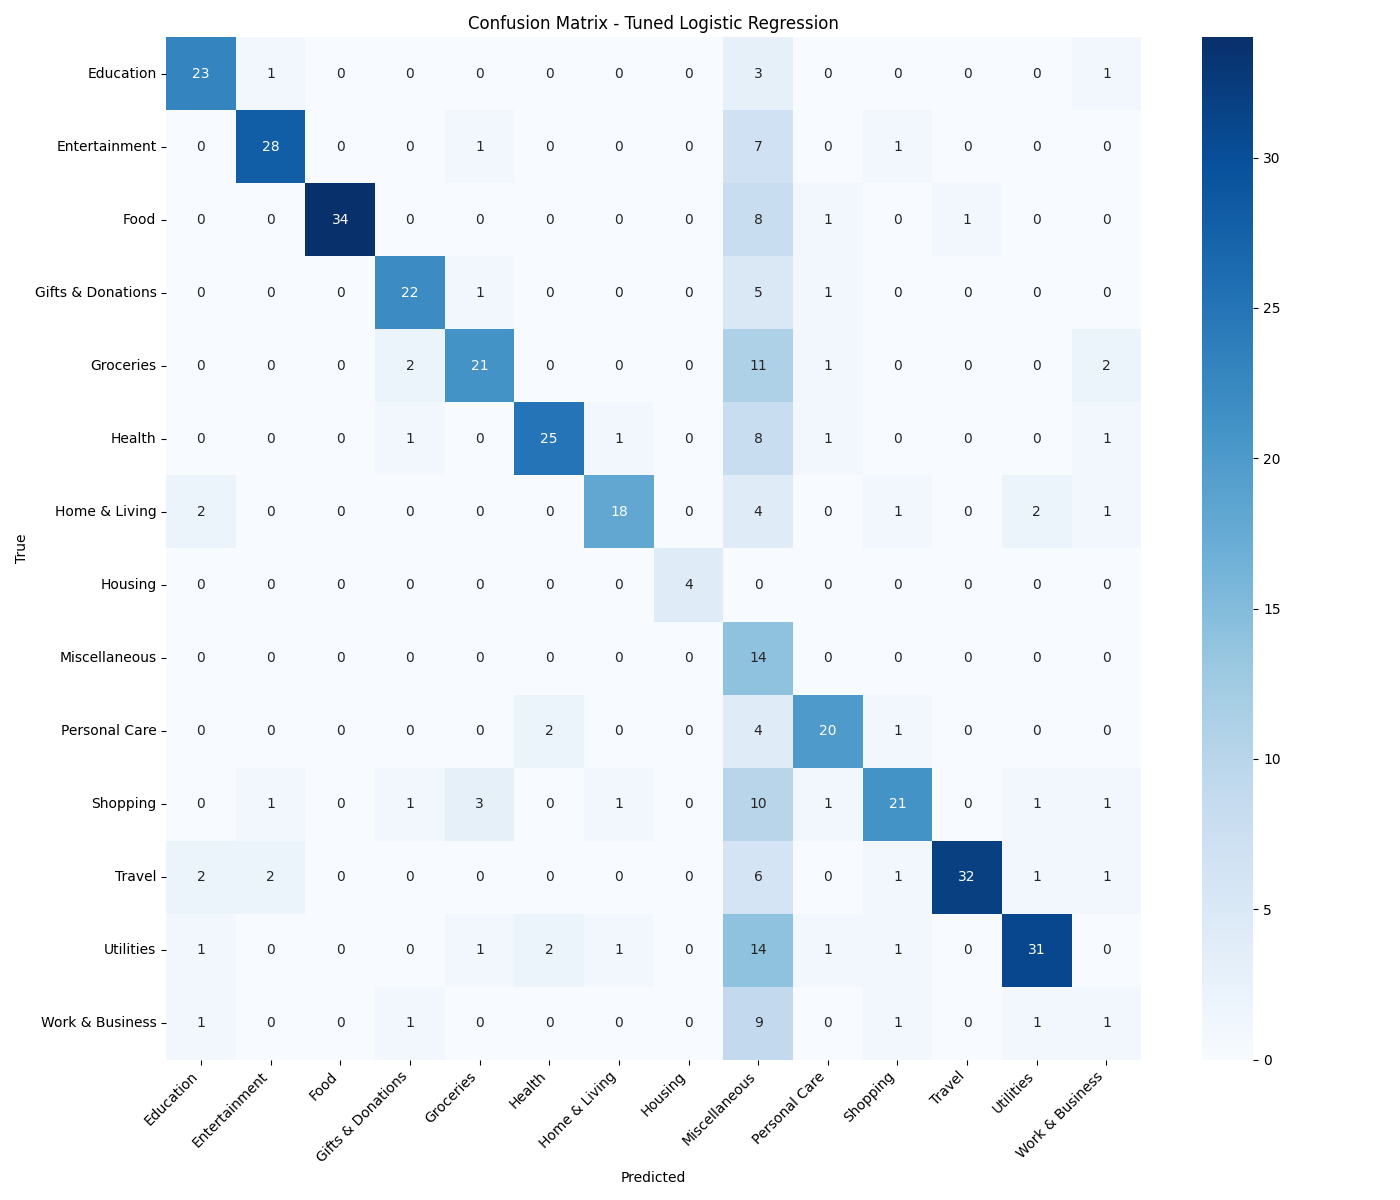 Confusion Matrix - Tuned Logistic Regression
True
Education 23 1 0 0 0 0 0 0 3 0 0 0 0 1
Entertainment 0 28 0 0 1 0 0 0 7 0 1 0 0 0
Food 0 0 34 0 0 0 0 0 8 1 0 1 0 0
Gifts & Donations 0 0 0 22 1 0 0 0 5 1 0 0 0 0
Groceries 0 0 0 2 21 0 0 0 11 1 0 0 0 2
Health 0 0 0 1 0 25 1 0 8 1 0 0 0 1
Home & Living 2 0 0 0 0 0 18 0 4 0 1 0 2 1
Housing 0 0 0 0 0 0 0 4 0 0 0 0 0 0
Miscellaneous 0 0 0 0 0 0 0 0 14 0 0 0 0 0
Personal Care 0 0 0 0 0 2 0 0 4 20 1 0 0 0
Shopping 0 1 0 1 3 0 1 0 10 1 21 0 1 1
Travel 2 2 0 0 0 0 0 0 6 0 1 32 1 1
Utilities 1 0 0 0 1 2 1 0 14 1 1 0 31 0
Work & Business 1 0 0 1 0 0 0 0 9 0 1 0 1 1
Education
Entertainment
Food
Gifts & Donations
Groceries
Health
Home & Living
Housing
Miscellaneous
Personal Care
Shopping
Travel
Utilities
Work & Business
Predicted
30
25
20
15
10
5
0